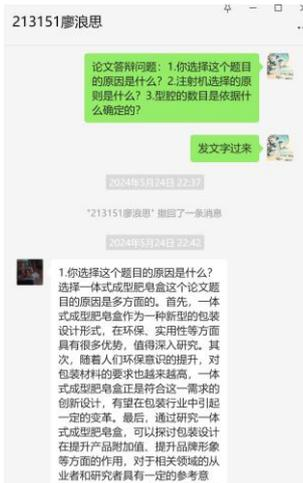 213151廖浪思
论文答辩问题：1.你选择这个题目
的原因是什么？2.注射机选择的原
则是什么？3.型腔的数目是依据什
么确定的？
发文字过来
2024年5月24日 22:37
"213151廖浪思" 撤回了一条消息
2024年5月24日 22:42
1.你选择这个题目的原因是什么？
选择一体式成型肥皂盒这个论文题
目的原因是多方面的。首先，一体
式成型肥皂盒作为一种新型的包装
设计形式，在环保、实用性等方面
具有很多优势，值得深入研究。其
次，随着人们环保意识的提升，对
包装材料的要求也越来越高，一体
式成型肥皂盒正是符合这一需求的
创新设计，有望在包装行业中引起
一定的变革。最后，通过研究一体
式成型肥皂盒，可以探讨包装设计
在提升产品附加值、提升品牌形象
等方面的作用，对于相关领域的从
业者和研究者具有一定的参考意